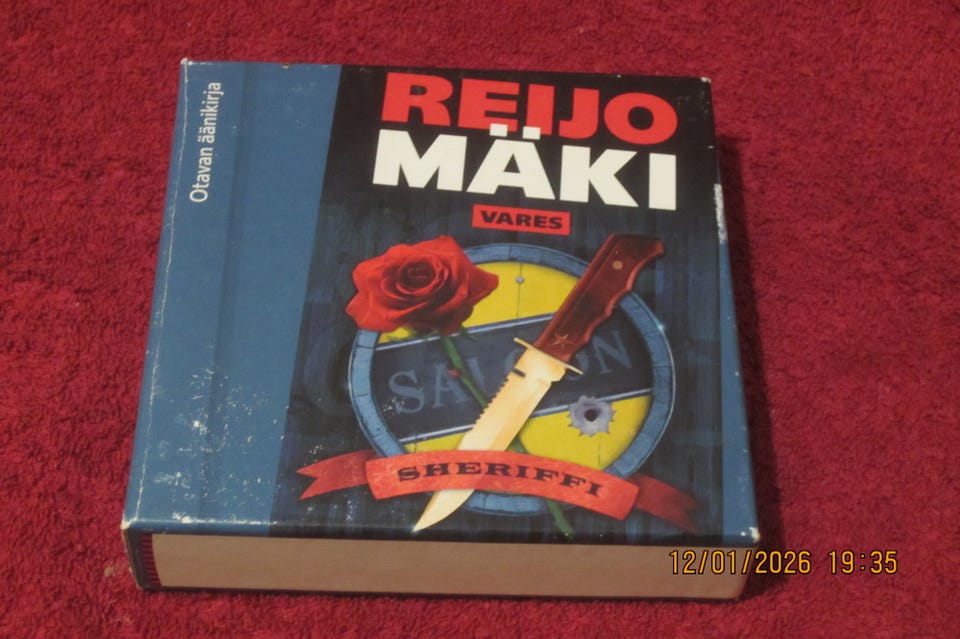 Otavan äänikirja
REIJO
MÄKI
VARES
SALOON
SHERIFFI
12/01/2026 19:35